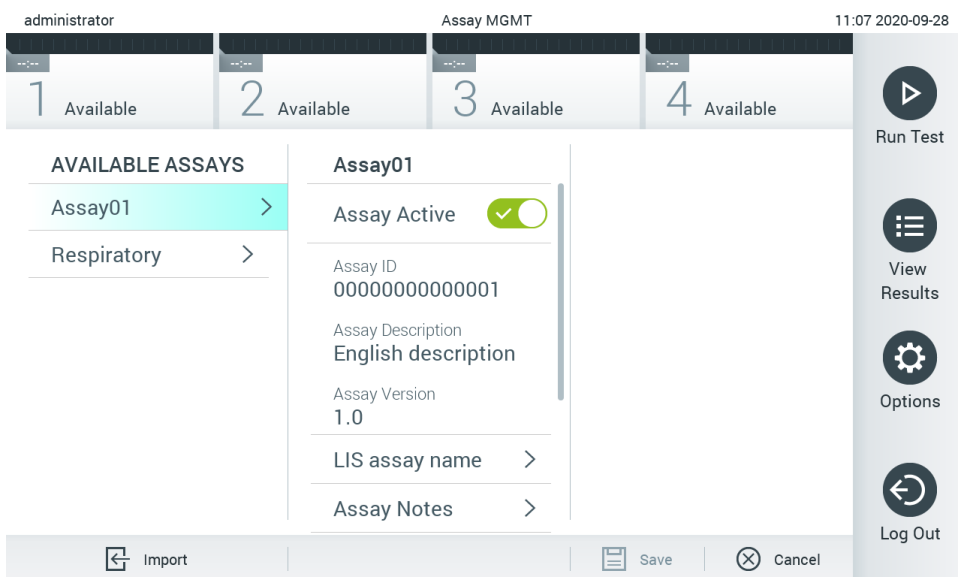 administrator
Assay MGMT
11:07 2020-09-28
--:--
1 Available
--:--
2 Available
--:--
3 Available
--:--
4 Available
Run Test
View
Results
Options
Log Out
AVAILABLE ASSAYS
Assay01
Respiratory
Assay01
Assay Active
Assay ID
00000000000001
Assay Description
English description
Assay Version
1.0
LIS assay name
Assay Notes
Import
Save
Cancel